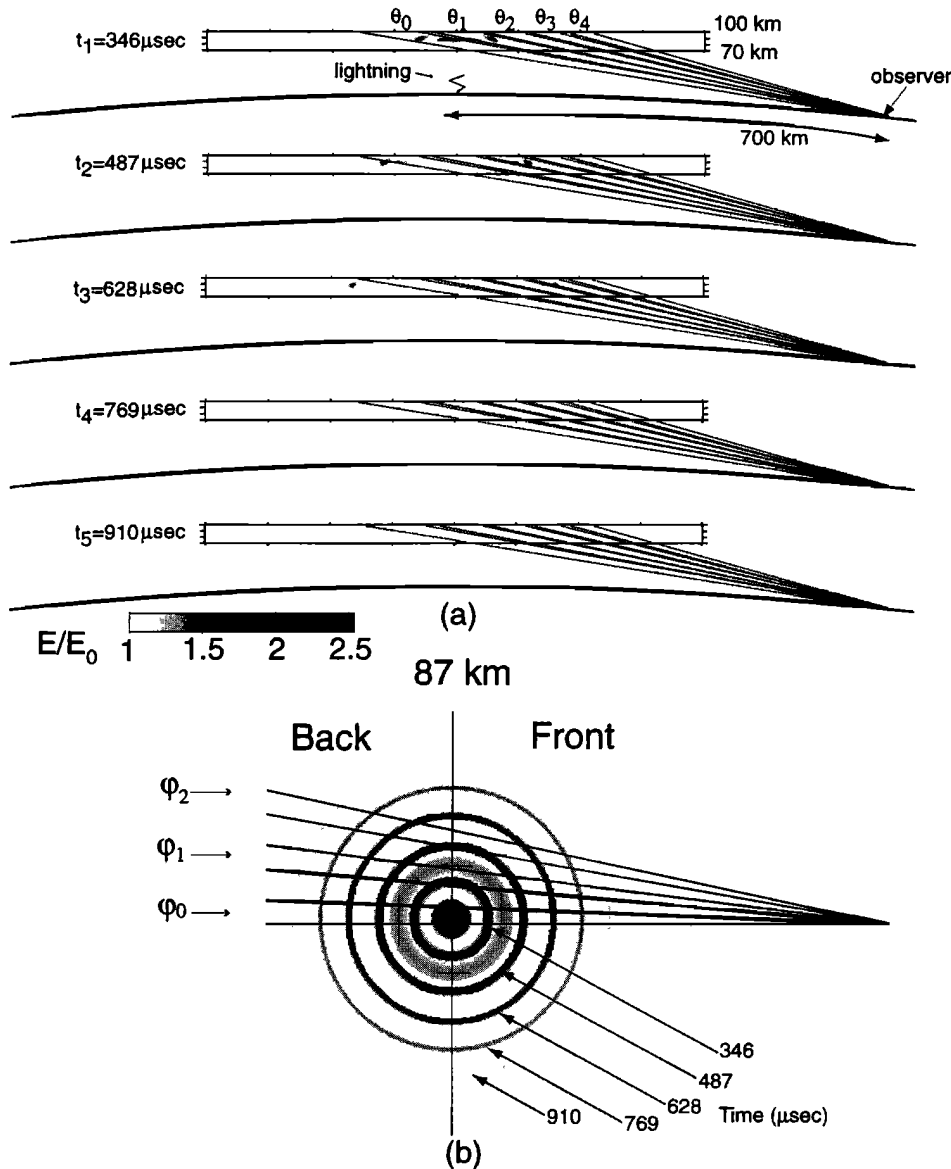 θ0 θ1 θ2 θ3 θ4
100 km
t1=346μsec
70 km
lightning
observer
700 km
t2=487μsec
t3=628μsec
t4=769μsec
t5=910μsec
(a)
E/E0 1 1.5 2 2.5
87 km
Back Front
φ2
φ1
φ0
346
487
628
769
910
Time (μsec)
(b)